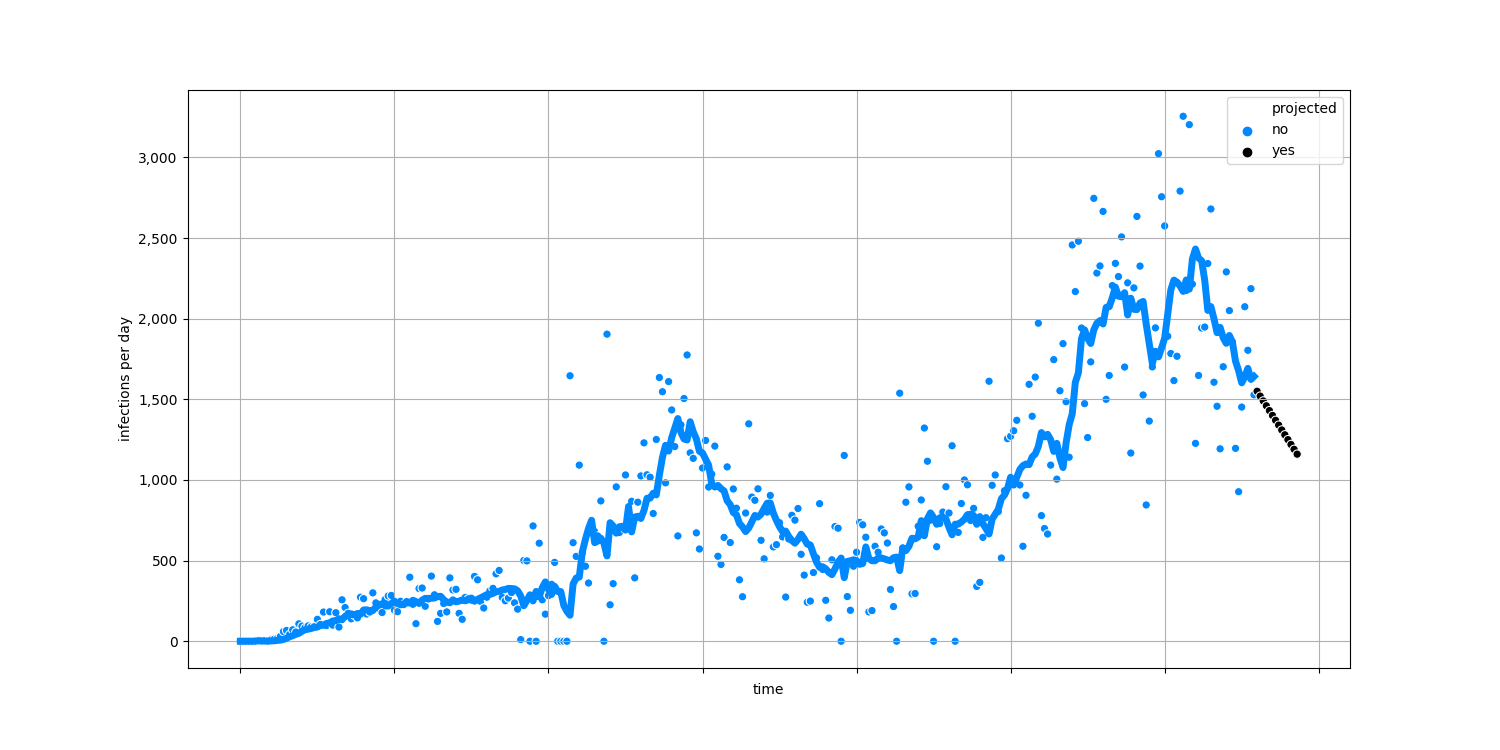 projected
no
yes
3,000
2,500
2,000
1,500
1,000
500
0
infections per day
time